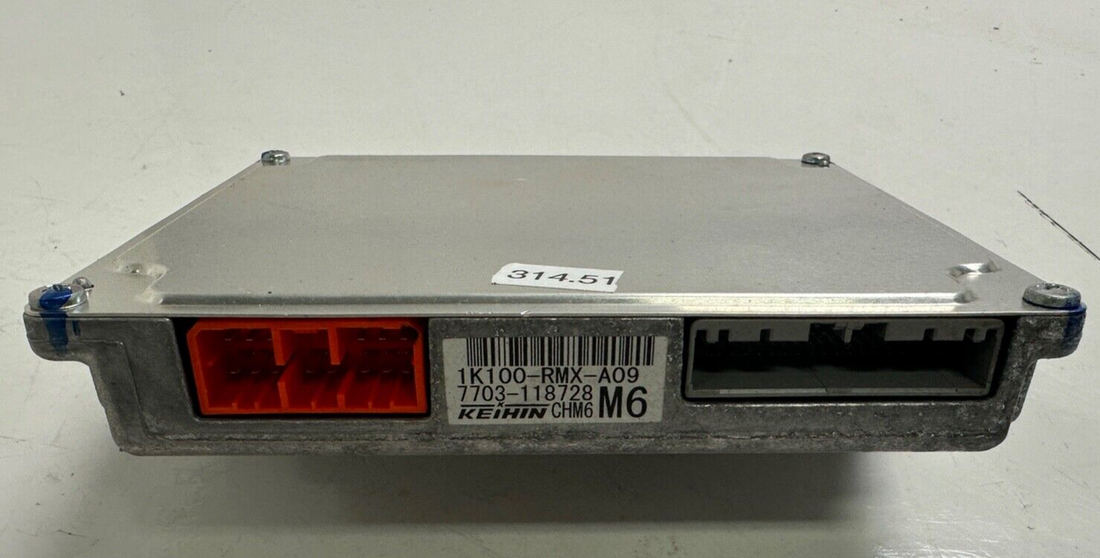 314.51
1K100-RMX-A09
7703-118728
KEIHIN CHM6 M6